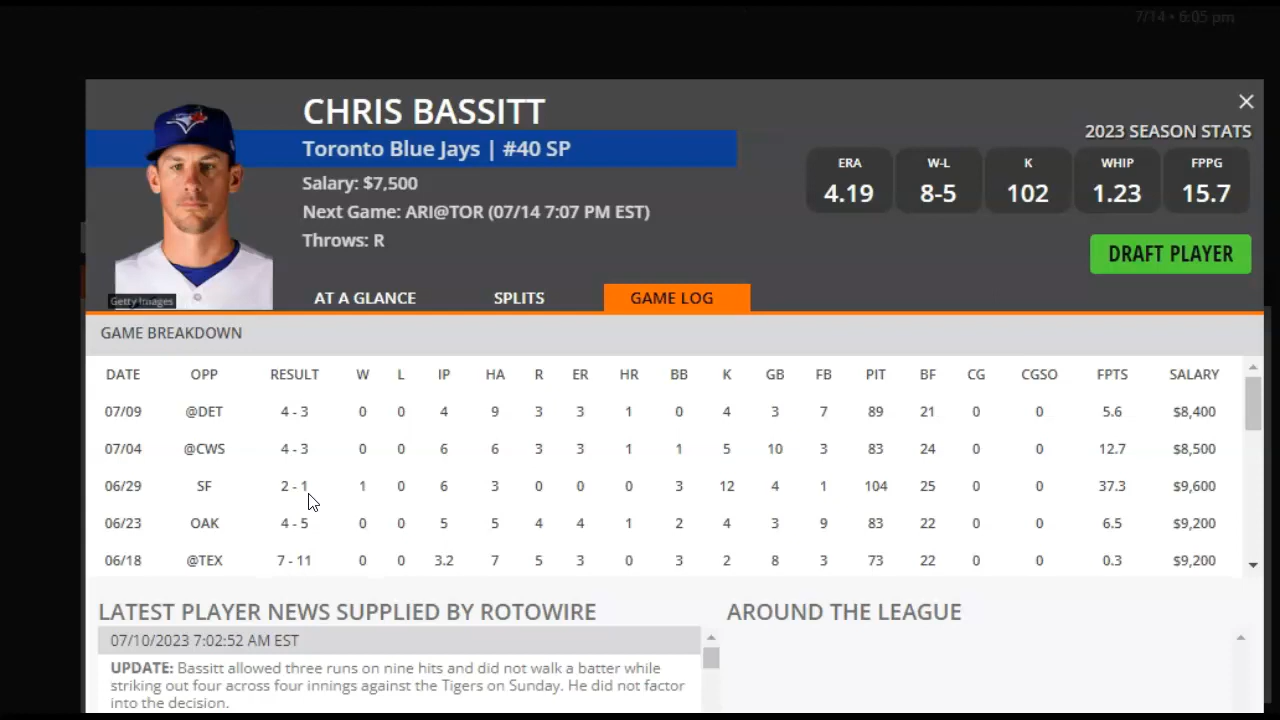 7/14 • 6:05 pm
CHRIS BASSITT
Toronto Blue Jays | #40 SP
Salary: $7,500
Next Game: ARI@TOR (07/14 7:07 PM EST)
Throws: R
Getty Images
2023 SEASON STATS
ERA W-L K WHIP FPPG
4.19 8-5 102 1.23 15.7
DRAFT PLAYER
AT A GLANCE SPLITS GAME LOG
GAME BREAKDOWN
DATE OPP RESULT W L IP HA R ER HR BB K GB FB PIT BF CG CGSO FPTS SALARY
07/09 @DET 4 - 3 0 0 4 9 3 3 1 0 4 3 7 89 21 0 0 5.6 $8,400
07/04 @CWS 4 - 3 0 0 6 6 3 3 1 1 5 10 3 83 24 0 0 12.7 $8,500
06/29 SF 2 - 1 1 0 6 3 0 0 0 3 12 4 1 104 25 0 0 37.3 $9,600
06/23 OAK 4 - 5 0 0 5 5 4 4 1 2 4 3 9 83 22 0 0 6.5 $9,200
06/18 @TEX 7 - 11 0 0 3.2 7 5 3 0 3 2 8 3 73 22 0 0 0.3 $9,200
LATEST PLAYER NEWS SUPPLIED BY ROTOWIRE
07/10/2023 7:02:52 AM EST
UPDATE: Bassitt allowed three runs on nine hits and did not walk a batter while
striking out four across four innings against the Tigers on Sunday. He did not factor
into the decision.
AROUND THE LEAGUE